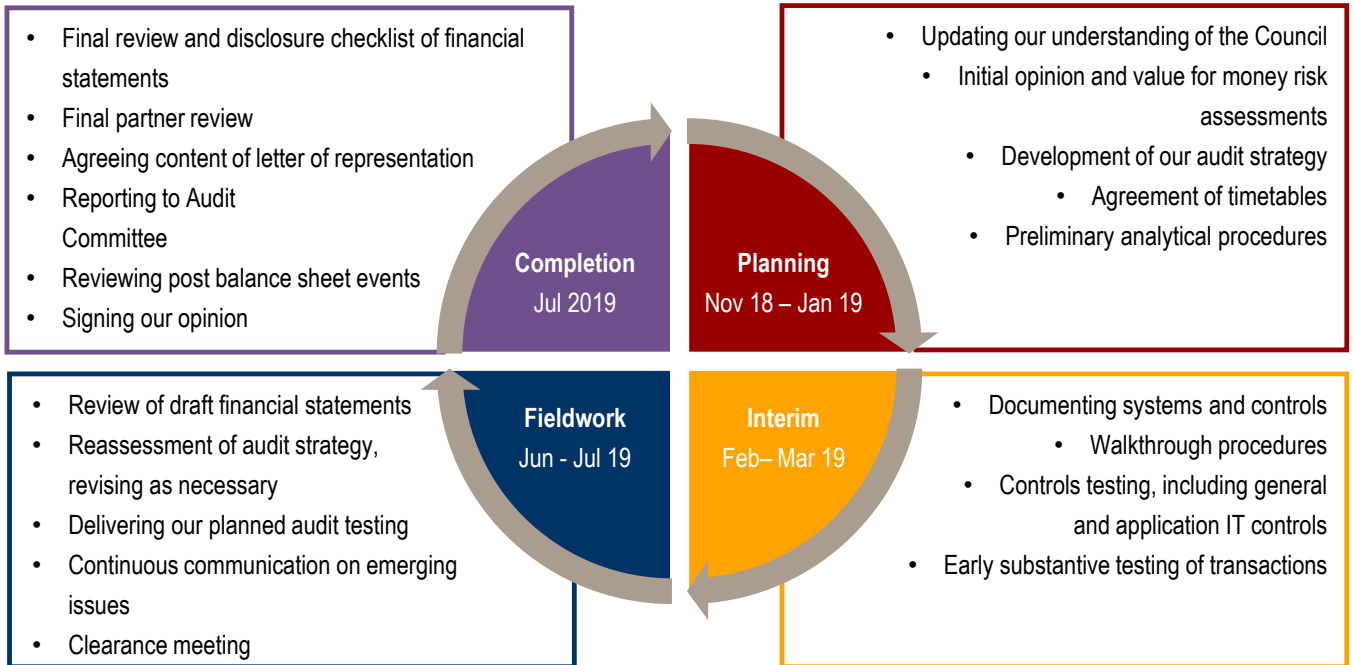 • Final review and disclosure checklist of financial
statements
• Final partner review
• Agreeing content of letter of representation
• Reporting to Audit
Committee
• Reviewing post balance sheet events
• Signing our opinion
• Updating our understanding of the Council
• Initial opinion and value for money risk
assessments
• Development of our audit strategy
• Agreement of timetables
• Preliminary analytical procedures
Completion
Jul 2019
Planning
Nov 18 – Jan 19
Fieldwork
Jun - Jul 19
Interim
Feb– Mar 19
• Review of draft financial statements
• Reassessment of audit strategy,
revising as necessary
• Delivering our planned audit testing
• Continuous communication on emerging
issues
• Clearance meeting
• Documenting systems and controls
• Walkthrough procedures
• Controls testing, including general
and application IT controls
• Early substantive testing of transactions